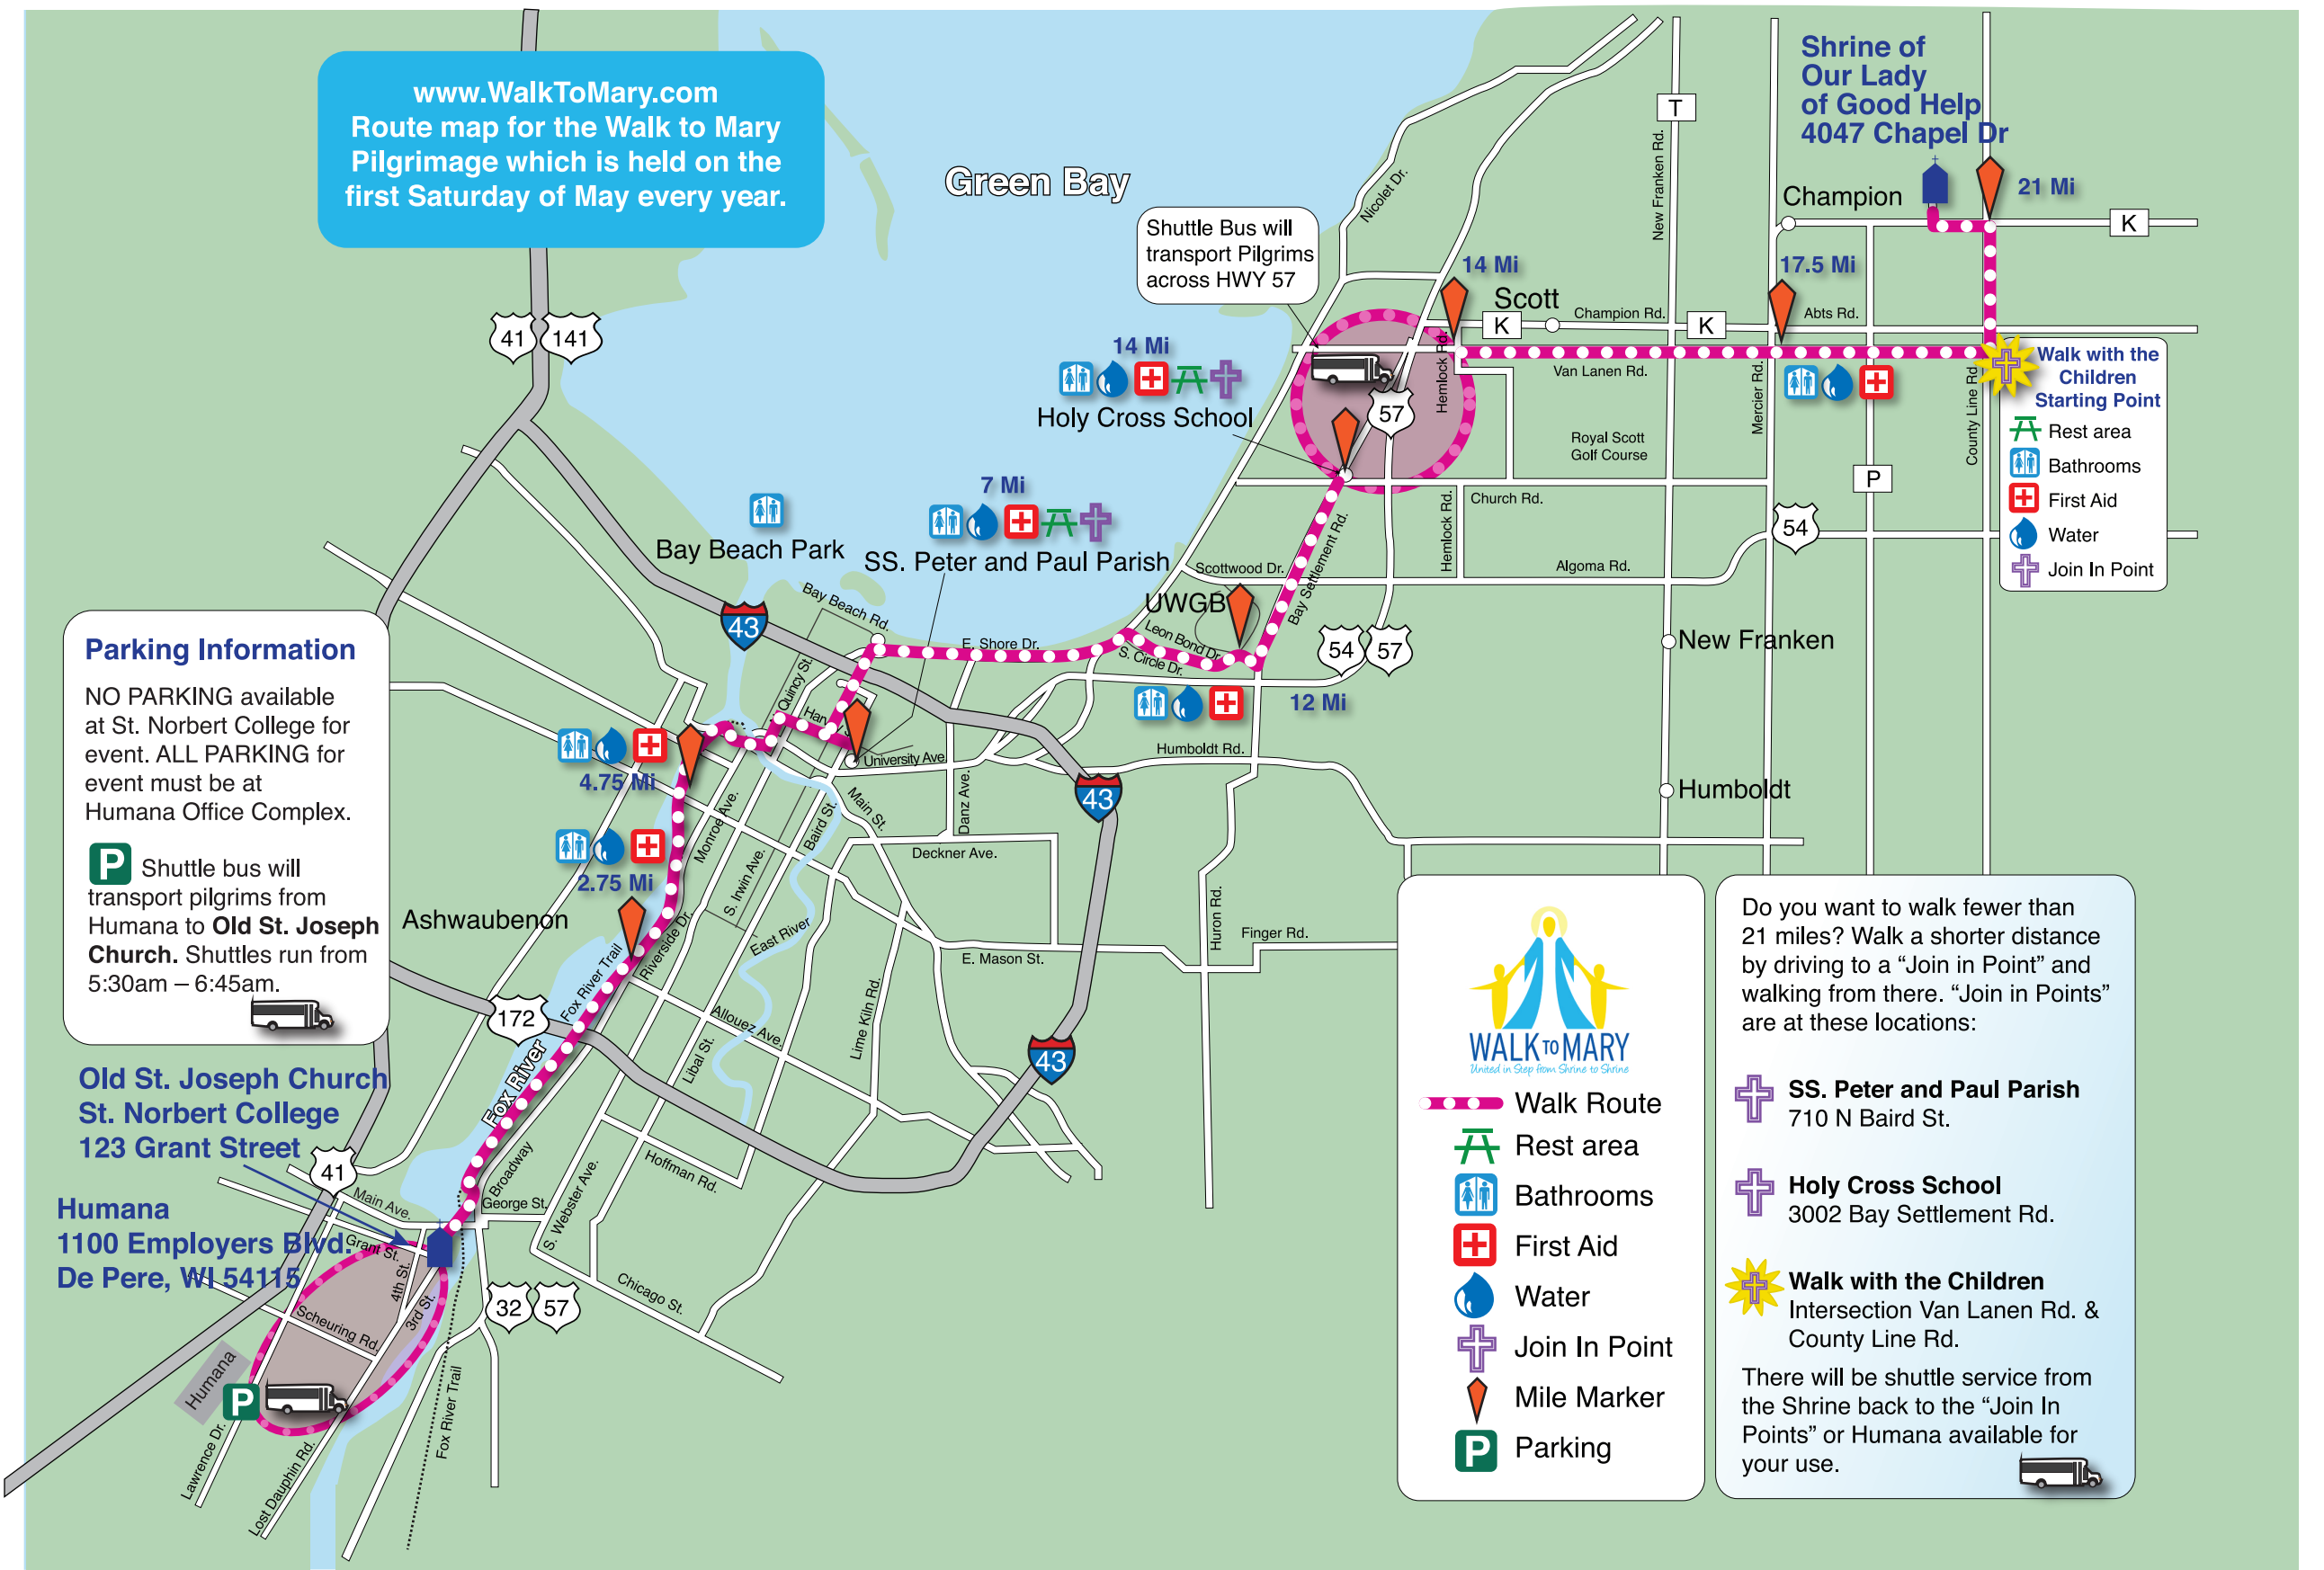 www.WalkToMary.com
Route map for the Walk to Mary
Pilgrimage which is held on the
first Saturday of May every year.
Green Bay
Shrine of
Our Lady
of Good Help
4047 Chapel Dr
Champion
21 Mi
K
T
New Franken Rd.
Nicolet Dr.
Shuttle Bus will
transport Pilgrims
across HWY 57
14 Mi
Scott
K
Champion Rd.
K
17.5 Mi
Abts Rd.
Van Lanen Rd.
Hemlock Rd.
Mercier Rd.
County Line Rd.
57
Royal Scott
Golf Course
P
Church Rd.
Hemlock Rd.
54
Algoma Rd.
Walk with the
Children
Starting Point
Rest area
Bathrooms
First Aid
Water
Join In Point
41
141
14 Mi
Holy Cross School
7 Mi
SS. Peter and Paul Parish
Bay Beach Park
Bay Beach Rd.
43
Scottwood Dr.
UWGB
Bay Settlement Rd.
Leon Bond Dr.
S. Circle Dr.
E. Shore Dr.
54
57
12 Mi
New Franken
Humboldt
Quincy St.
Har
University Ave.
Humboldt Rd.
43
Danz Ave.
Main St.
Baird St.
Monroe Ave.
S. Irwin Ave.
Deckner Ave.
4.75 Mi
2.75 Mi
Ashwaubenon
East River
Riverside Dr.
Fox River Trail
Huron Rd.
Finger Rd.
E. Mason St.
Lime Kiln Rd.
Allouez Ave.
Libal St.
172
43
Fox River
Parking Information
NO PARKING available
at St. Norbert College for
event. ALL PARKING for
event must be at
Humana Office Complex.
P Shuttle bus will
transport pilgrims from
Humana to Old St. Joseph
Church. Shuttles run from
5:30am – 6:45am.
Old St. Joseph Church
St. Norbert College
123 Grant Street
41
Humana
1100 Employers Blvd.
De Pere, WI 54115
Main Ave.
Grant St.
4th St.
3rd St.
Scheuring Rd.
Broadway
George St.
S. Webster Ave.
Hoffman Rd.
Chicago St.
32
57
Humana
P
Lawrence Dr.
Lost Dauphin Rd.
Fox River Trail
WALK TO MARY
United in Step from Shrine to Shrine
Walk Route
Rest area
Bathrooms
First Aid
Water
Join In Point
Mile Marker
P Parking
Do you want to walk fewer than
21 miles? Walk a shorter distance
by driving to a “Join in Point” and
walking from there. “Join in Points”
are at these locations:
SS. Peter and Paul Parish
710 N Baird St.
Holy Cross School
3002 Bay Settlement Rd.
Walk with the Children
Intersection Van Lanen Rd. &
County Line Rd.
There will be shuttle service from
the Shrine back to the “Join In
Points” or Humana available for
your use.